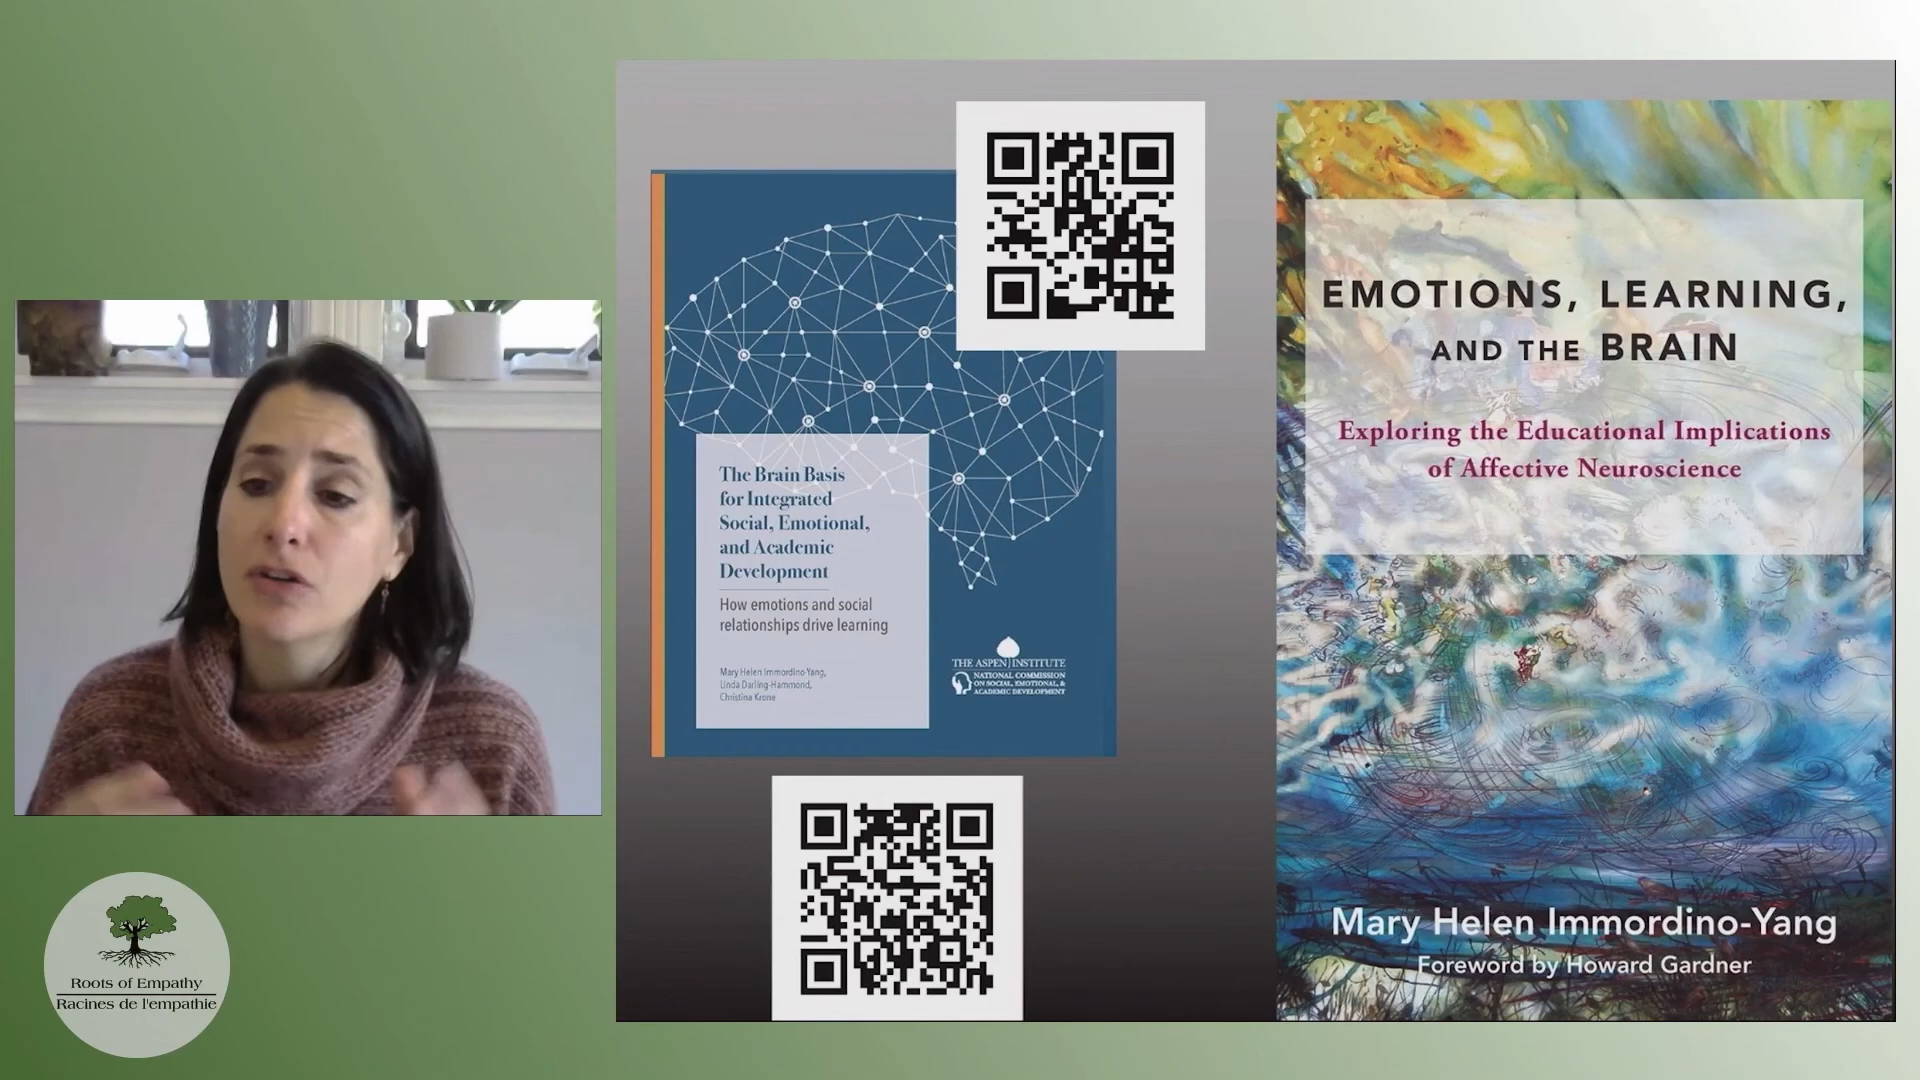 The Brain Basis
for Integrated
Social, Emotional,
and Academic
Development
How emotions and social
relationships drive learning
Mary Helen Immordino-Yang,
Linda Darling-Hammond,
Christina Krone
THE ASPEN INSTITUTE
NATIONAL COMMISSION
ON SOCIAL, EMOTIONAL, &
ACADEMIC DEVELOPMENT
EMOTIONS, LEARNING,
AND THE BRAIN
Exploring the Educational Implications
of Affective Neuroscience
Mary Helen Immordino-Yang
Foreword by Howard Gardner
Roots of Empathy
Racines de l'empathie